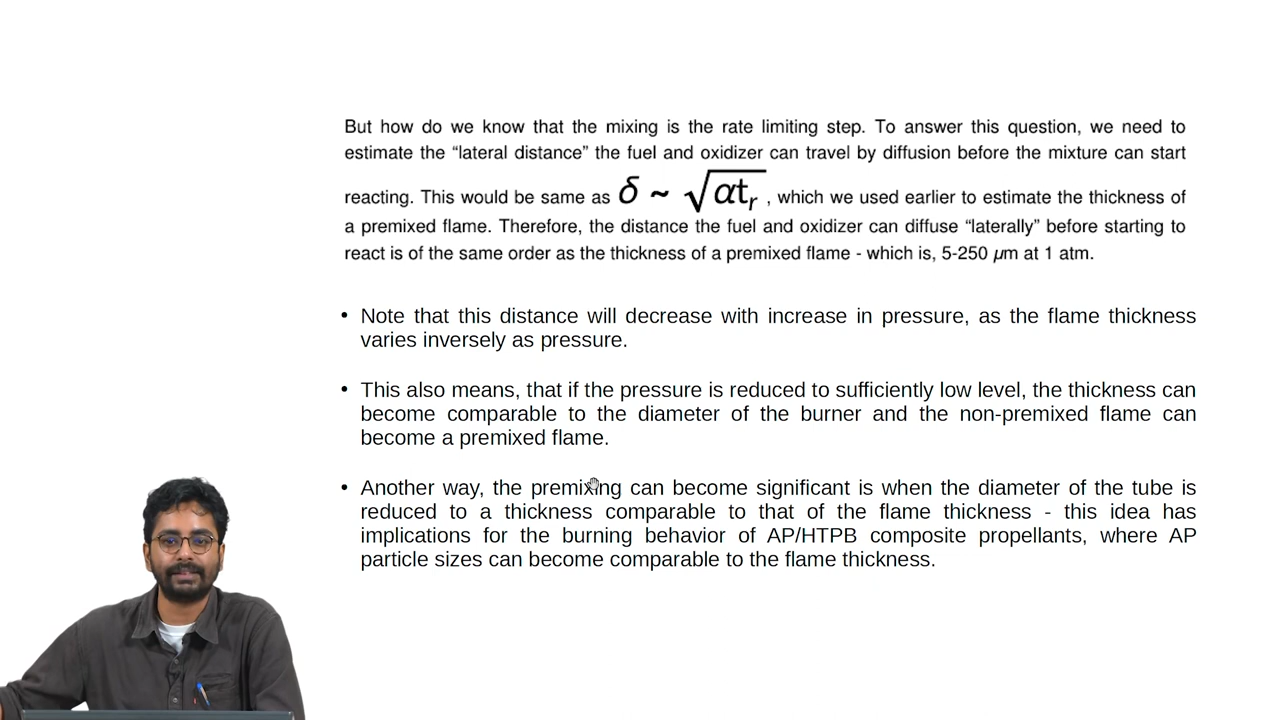 But how do we know that the mixing is the rate limiting step. To answer this question, we need to
estimate the “lateral distance” the fuel and oxidizer can travel by diffusion before the mixture can start
reacting. This would be same as δ ~ √αtᵣ , which we used earlier to estimate the thickness of
a premixed flame. Therefore, the distance the fuel and oxidizer can diffuse “laterally” before starting to
react is of the same order as the thickness of a premixed flame - which is, 5-250 μm at 1 atm.
• Note that this distance will decrease with increase in pressure, as the flame thickness
varies inversely as pressure.
• This also means, that if the pressure is reduced to sufficiently low level, the thickness can
become comparable to the diameter of the burner and the non-premixed flame can
become a premixed flame.
• Another way, the premixing can become significant is when the diameter of the tube is
reduced to a thickness comparable to that of the flame thickness - this idea has
implications for the burning behavior of AP/HTPB composite propellants, where AP
particle sizes can become comparable to the flame thickness.